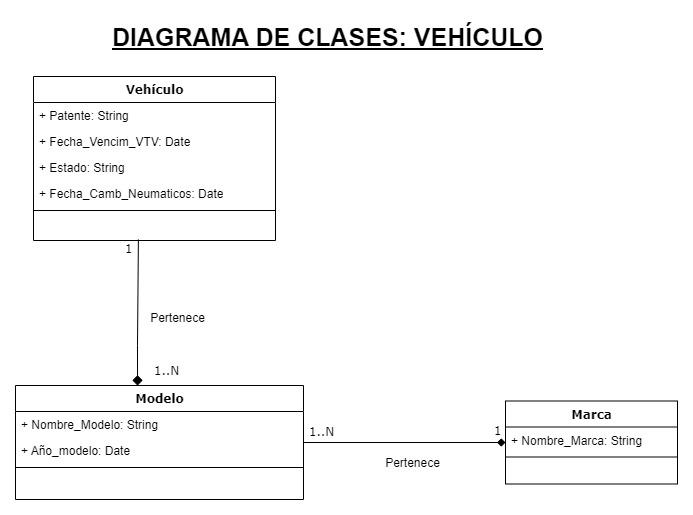 DIAGRAMA DE CLASES: VEHÍCULO
Vehículo
+ Patente: String
+ Fecha_Vencim_VTV: Date
+ Estado: String
+ Fecha_Camb_Neumaticos: Date
1
Pertenece
1..N
Modelo
+ Nombre_Modelo: String
+ Año_modelo: Date
1..N
Pertenece
1
Marca
+ Nombre_Marca: String